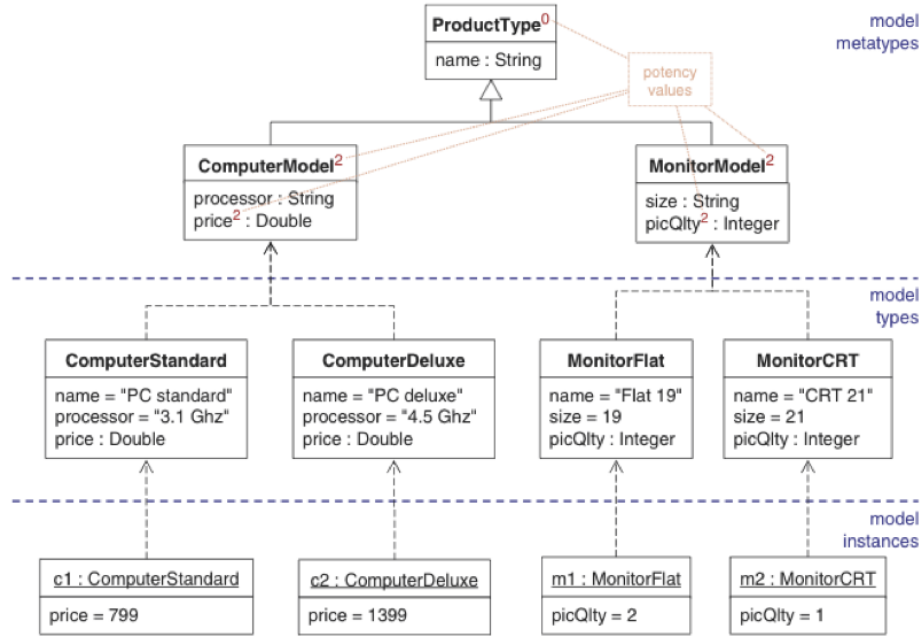 ProductType0
name : String
model
metatypes
potency
values
ComputerModel2
processor : String
price2 : Double
MonitorModel2
size : String
picQlty2 : Integer
model
types
ComputerStandard
name = "PC standard"
processor = "3.1 Ghz"
price : Double
ComputerDeluxe
name = "PC deluxe"
processor = "4.5 Ghz"
price : Double
MonitorFlat
name = "Flat 19"
size = 19
picQlty : Integer
MonitorCRT
name = "CRT 21"
size = 21
picQlty : Integer
model
instances
c1 : ComputerStandard
price = 799
c2 : ComputerDeluxe
price = 1399
m1 : MonitorFlat
picQlty = 2
m2 : MonitorCRT
picQlty = 1